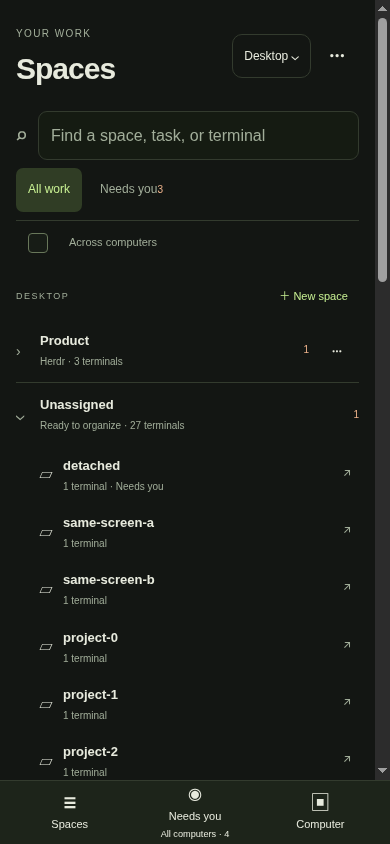 YOUR WORK
Spaces
Desktop
Find a space, task, or terminal
All work
Needs you3
Across computers
DESKTOP
+ New space
Product
Herdr · 3 terminals
1
Unassigned
Ready to organize · 27 terminals
1
detached
1 terminal · Needs you
same-screen-a
1 terminal
same-screen-b
1 terminal
project-0
1 terminal
project-1
1 terminal
project-2
1 terminal
Spaces
Needs you
All computers · 4
Computer